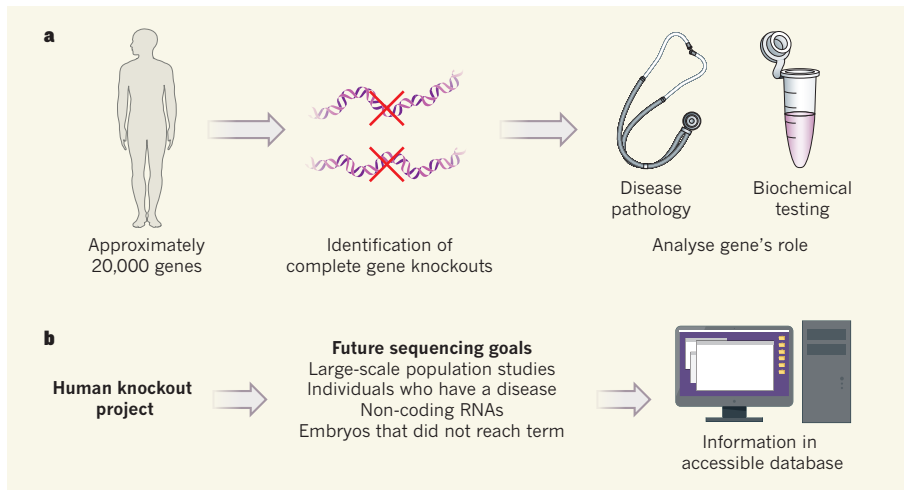 a
Approximately
20,000 genes
Identification of
complete gene knockouts
Disease
pathology
Biochemical
testing
Analyse gene's role
b
Human knockout
project
Future sequencing goals
Large-scale population studies
Individuals who have a disease
Non-coding RNAs
Embryos that did not reach term
Information in
accessible database